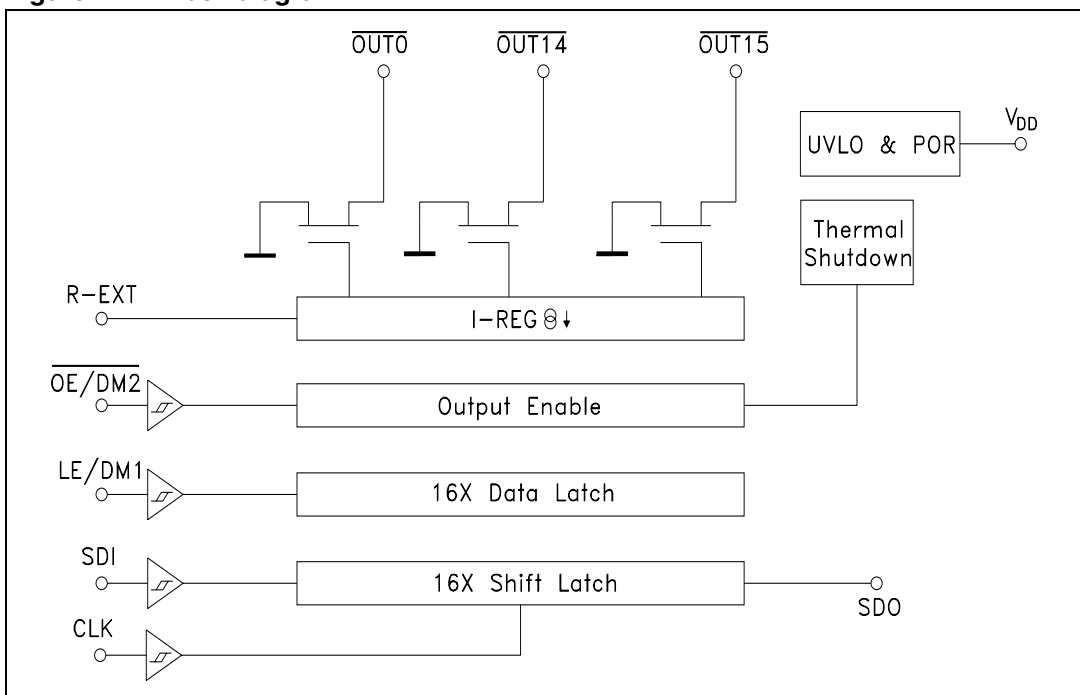 OUT0 OUT14 OUT15
UVLO & POR
VDD
Thermal
Shutdown
R-EXT
I-REG
OE/DM2
Output Enable
LE/DM1
16X Data Latch
SDI
16X Shift Latch
SDO
CLK